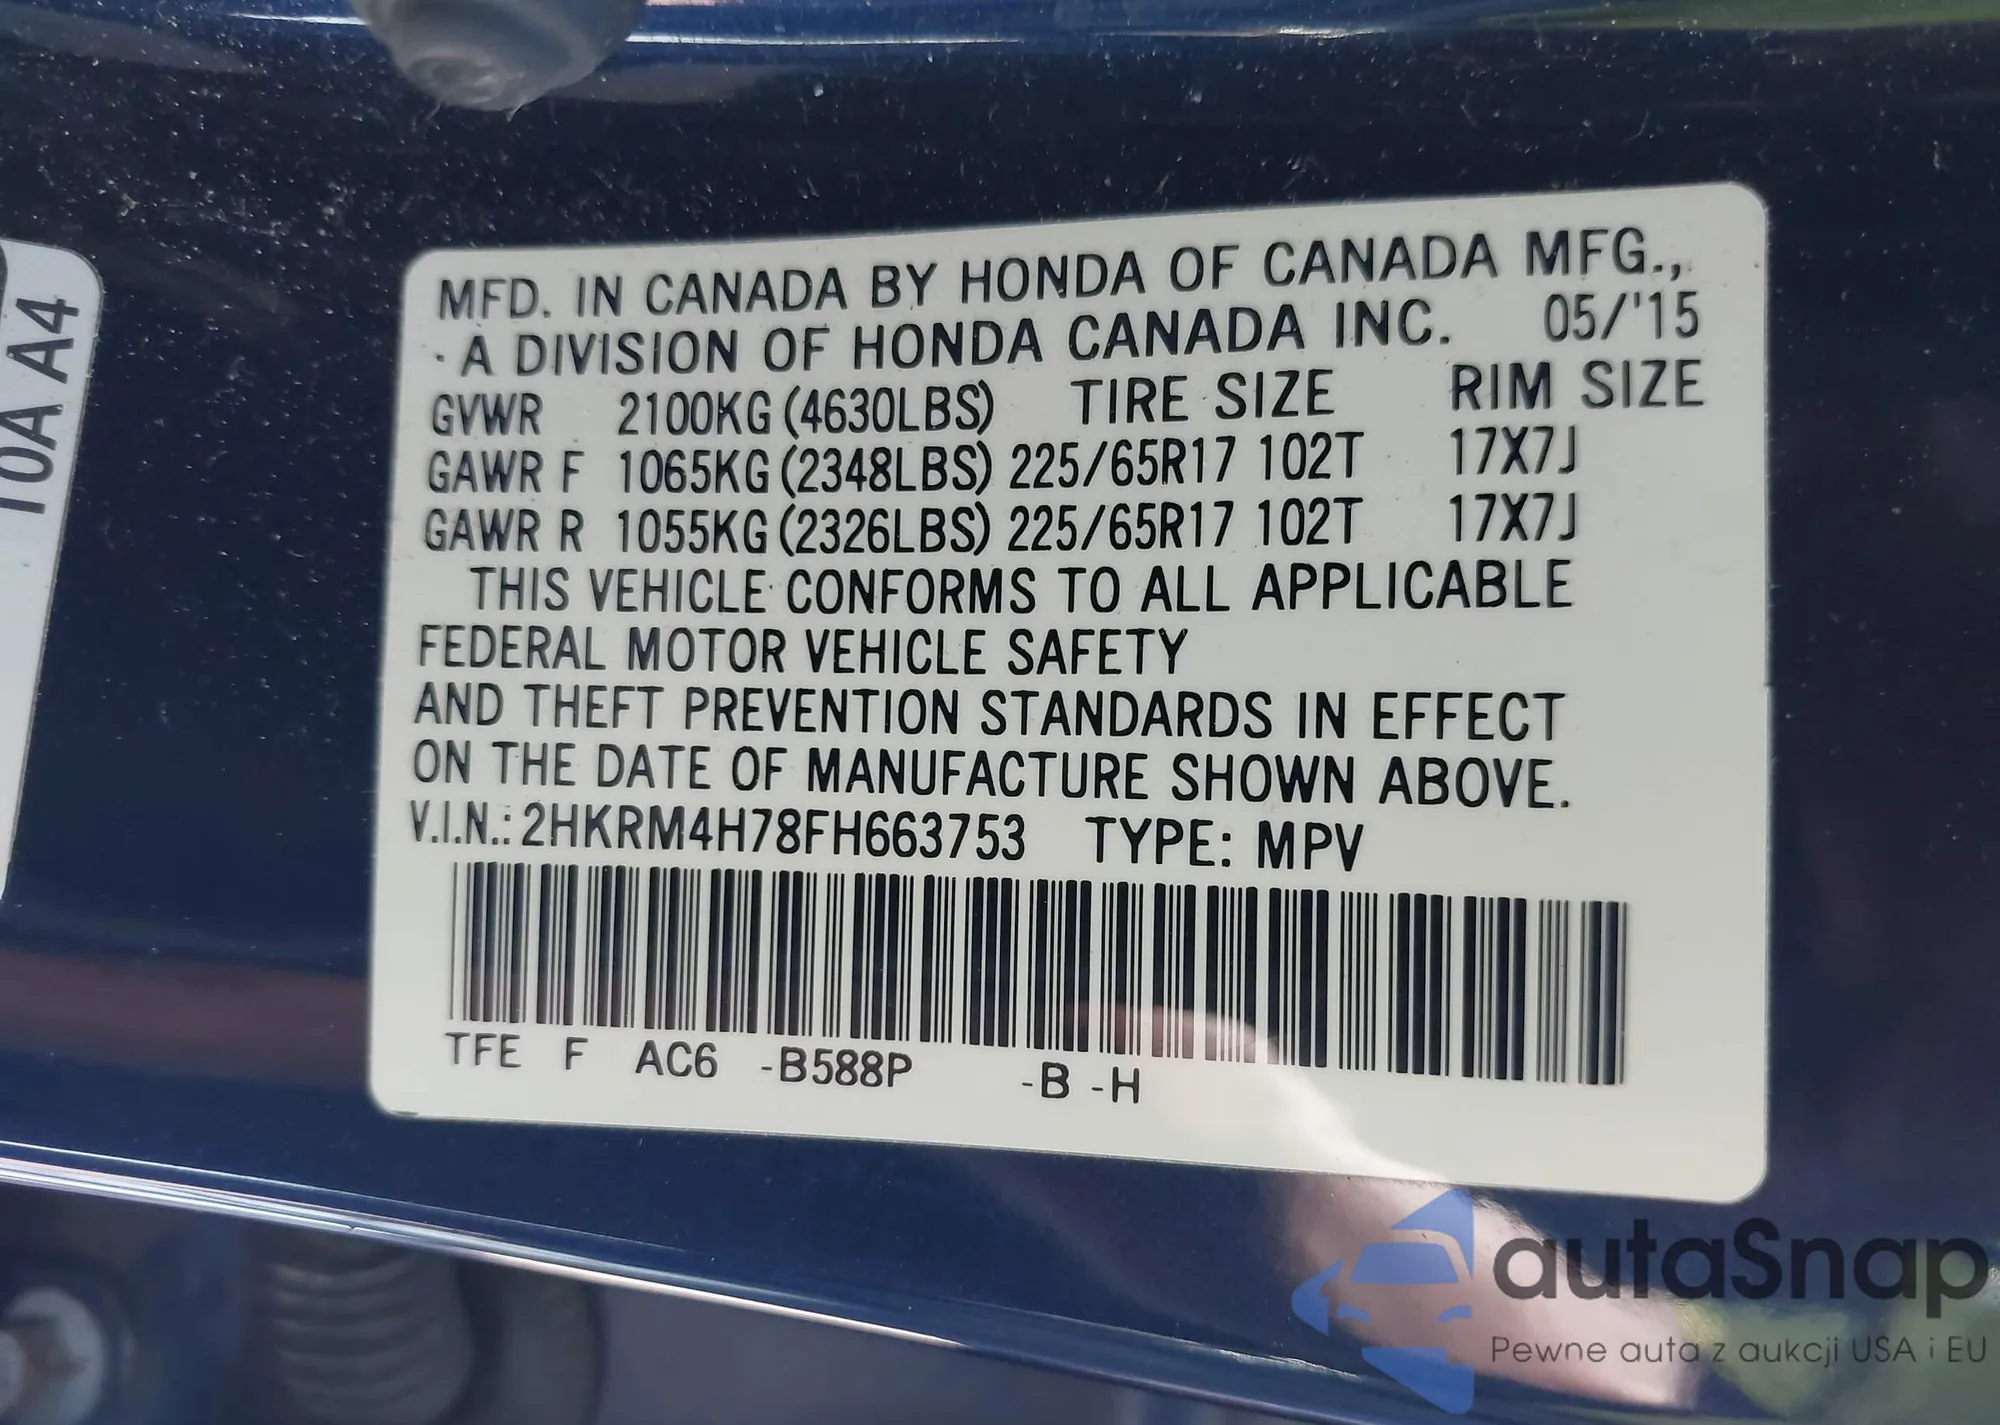 10A A4
MFD. IN CANADA BY HONDA OF CANADA MFG.,
A DIVISION OF HONDA CANADA INC. 05/'15
GVWR 2100KG (4630LBS) TIRE SIZE RIM SIZE
GAWR F 1065KG (2348LBS) 225/65R17 102T 17X7J
GAWR R 1055KG (2326LBS) 225/65R17 102T 17X7J
THIS VEHICLE CONFORMS TO ALL APPLICABLE
FEDERAL MOTOR VEHICLE SAFETY
AND THEFT PREVENTION STANDARDS IN EFFECT
ON THE DATE OF MANUFACTURE SHOWN ABOVE.
V.I.N.: 2HKRM4H78FH663753 TYPE: MPV
TFE F AC6 -B588P -B -H
autaSnap
Pewne auta z aukcji USA i EU